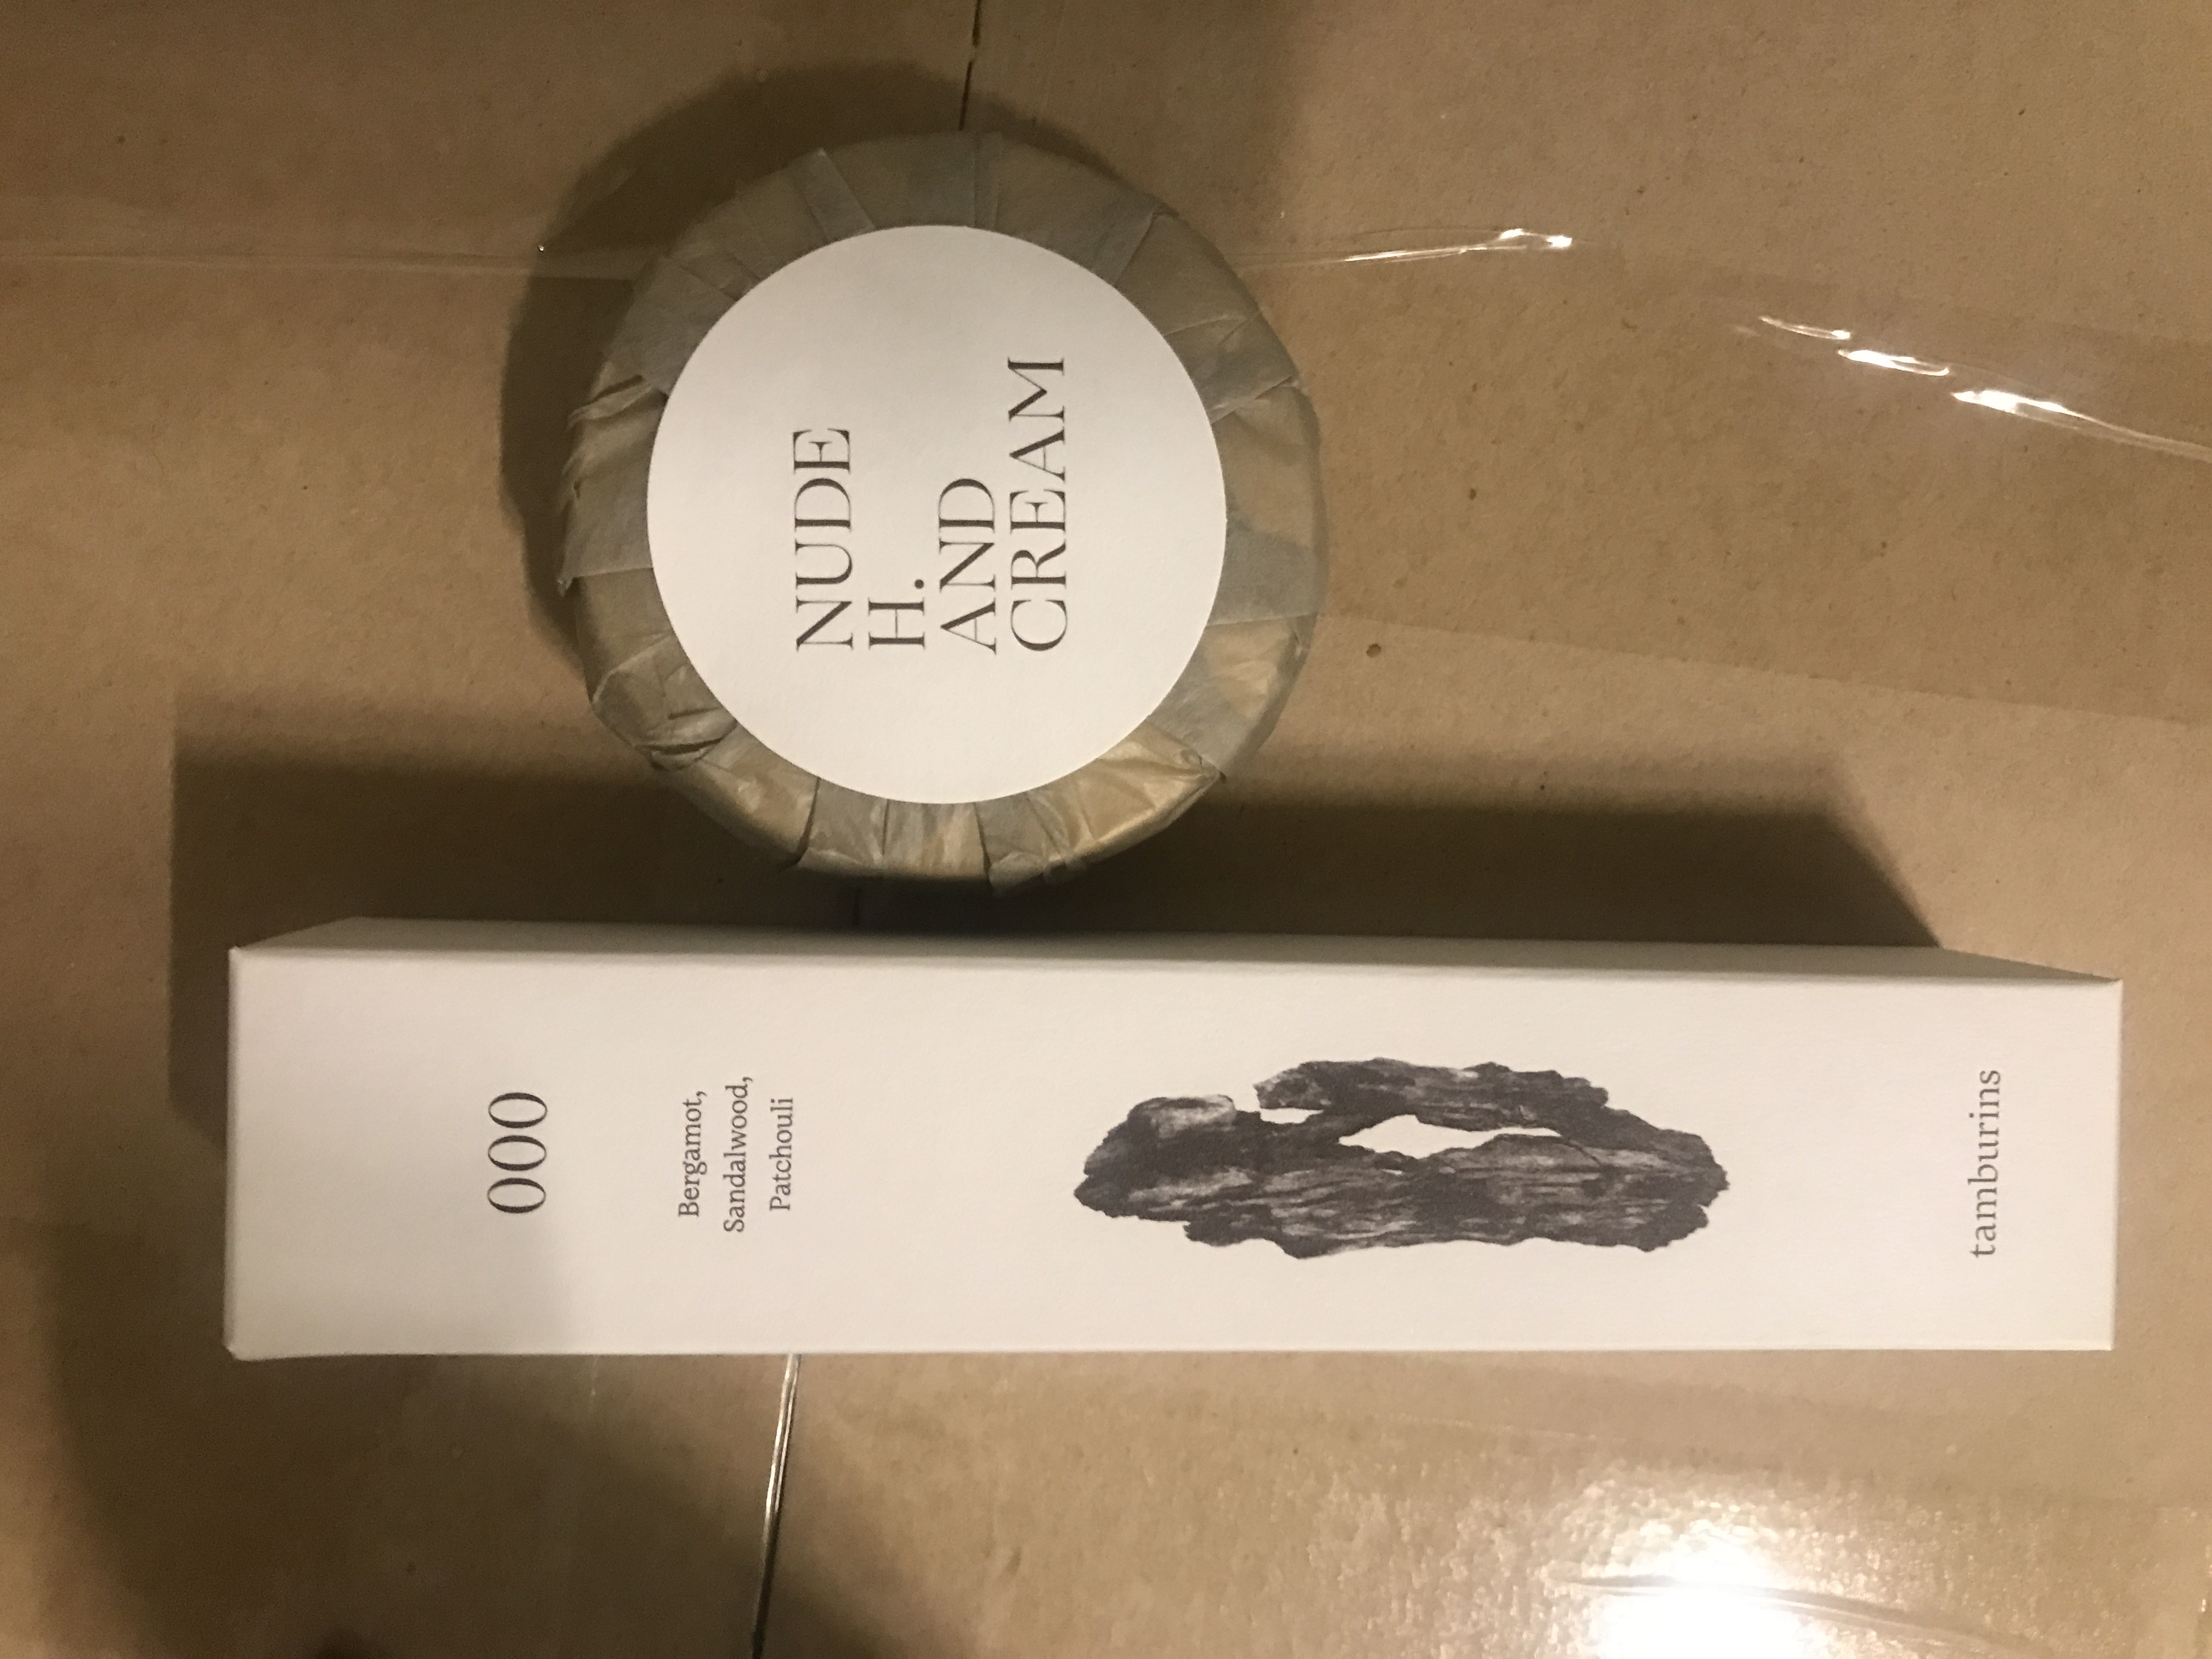 NUDE
H.
AND
CREAM
000
Bergamot,
Sandalwood,
Patchouli
tamburins